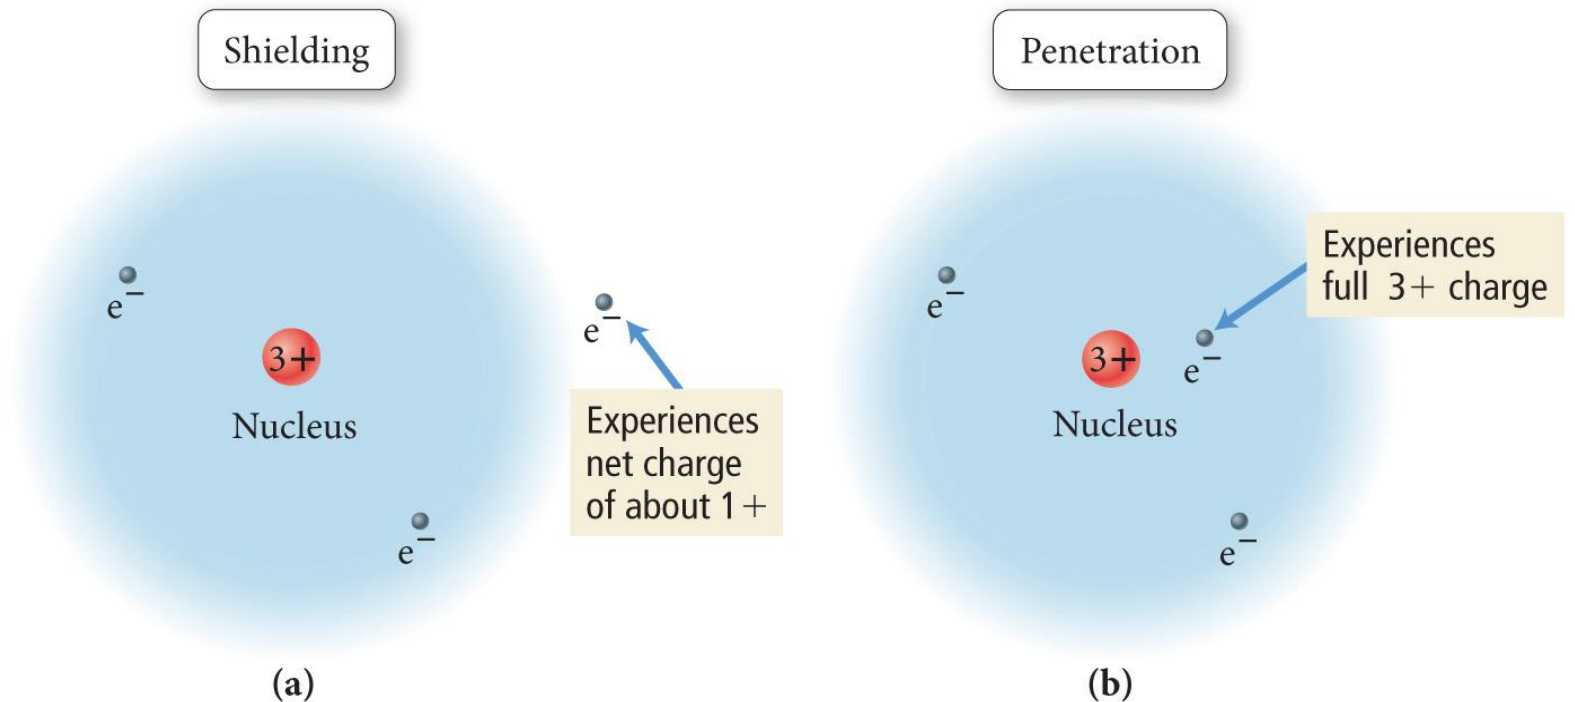 Shielding
e−
e−
3+
Nucleus
Experiences
net charge
of about 1+
e−
(a)
Penetration
Experiences
full 3+ charge
e−
3+
e−
Nucleus
e−
(b)